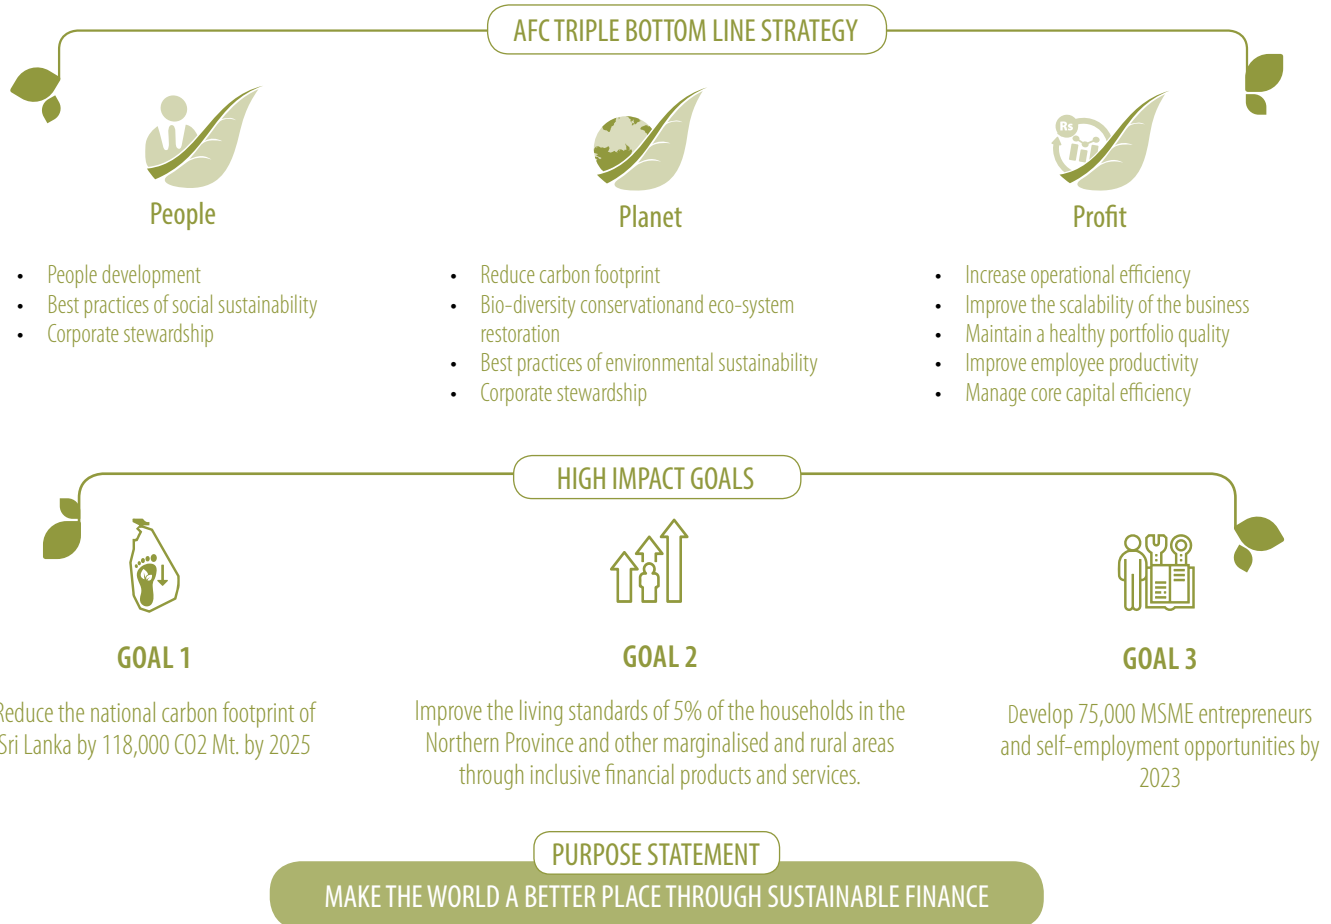 AFC TRIPLE BOTTOM LINE STRATEGY
Rs
People
Planet
Profit
• People development
• Best practices of social sustainability
• Corporate stewardship
• Reduce carbon footprint
• Bio-diversity conservationand eco-system
restoration
• Best practices of environmental sustainability
• Corporate stewardship
• Increase operational efficiency
• Improve the scalability of the business
• Maintain a healthy portfolio quality
• Improve employee productivity
• Manage core capital efficiency
HIGH IMPACT GOALS
GOAL 1
Reduce the national carbon footprint of
Sri Lanka by 118,000 CO2 Mt. by 2025
GOAL 2
Improve the living standards of 5% of the households in the
Northern Province and other marginalised and rural areas
through inclusive financial products and services.
GOAL 3
Develop 75,000 MSME entrepreneurs
and self-employment opportunities by
2023
PURPOSE STATEMENT
MAKE THE WORLD A BETTER PLACE THROUGH SUSTAINABLE FINANCE